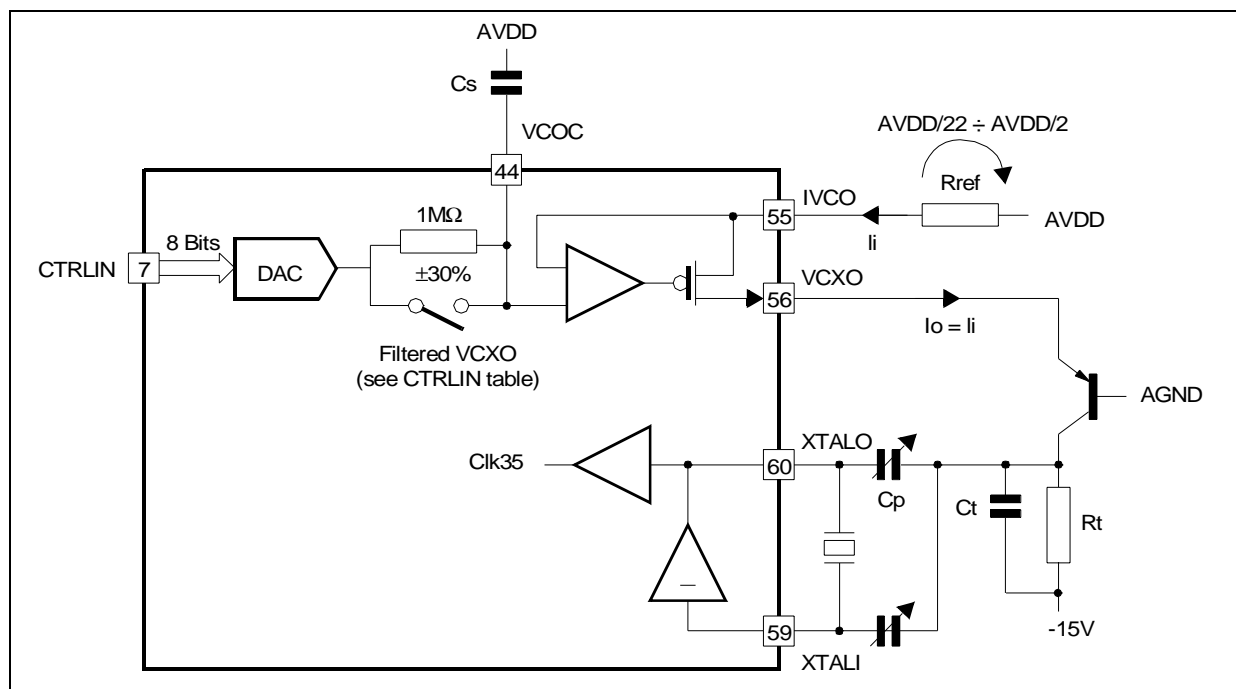 AVDD
Cs
VCOC
44
AVDD/22 ÷ AVDD/2
Rref
AVDD
IVCO
55
Ii
1MΩ
±30%
8 Bits
CTRLIN
7
DAC
VCXO
56
Io = Ii
Filtered VCXO
(see CTRLIN table)
AGND
XTALO
60
Clk35
Cp
Ct
Rt
59
XTALI
-15V